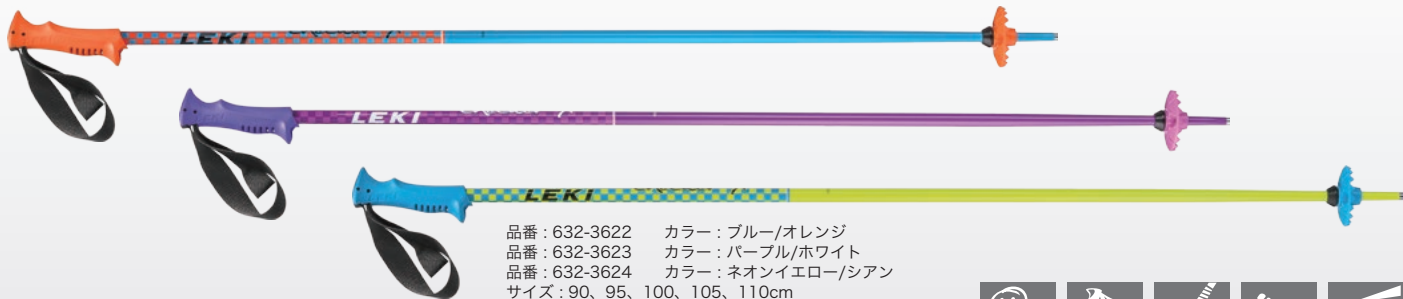 LEKI
LEKI
LEKI
品番 : 632-3622 カラー : ブルー/オレンジ
品番 : 632-3623 カラー : パープル/ホワイト
品番 : 632-3624 カラー : ネオンイエロー/シアン
サイズ : 90、95、100、105、110cm